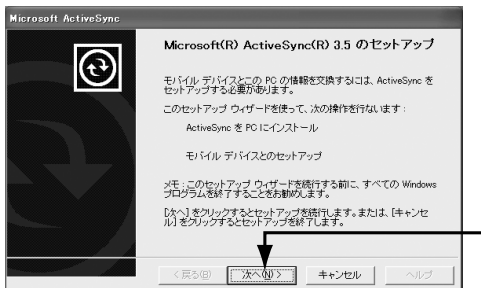 Microsoft ActiveSync
Microsoft(R) ActiveSync(R) 3.5 のセットアップ
モバイル デバイスとこの PC の情報を交換するには、ActiveSync を
セットアップする必要があります。
このセットアップ ウィザードを使って、次の操作を行ないます :
ActiveSync を PC にインストール
モバイル デバイスとのセットアップ
メモ : このセットアップ ウィザードを続行する前に、すべての Windows
プログラムを終了することをお勧めします。
[次へ] をクリックするとセットアップを続行します。または、[キャンセ
ル] をクリックするとセットアップを終了します。
< 戻る(B) 次へ(N) > キャンセル ヘルプ